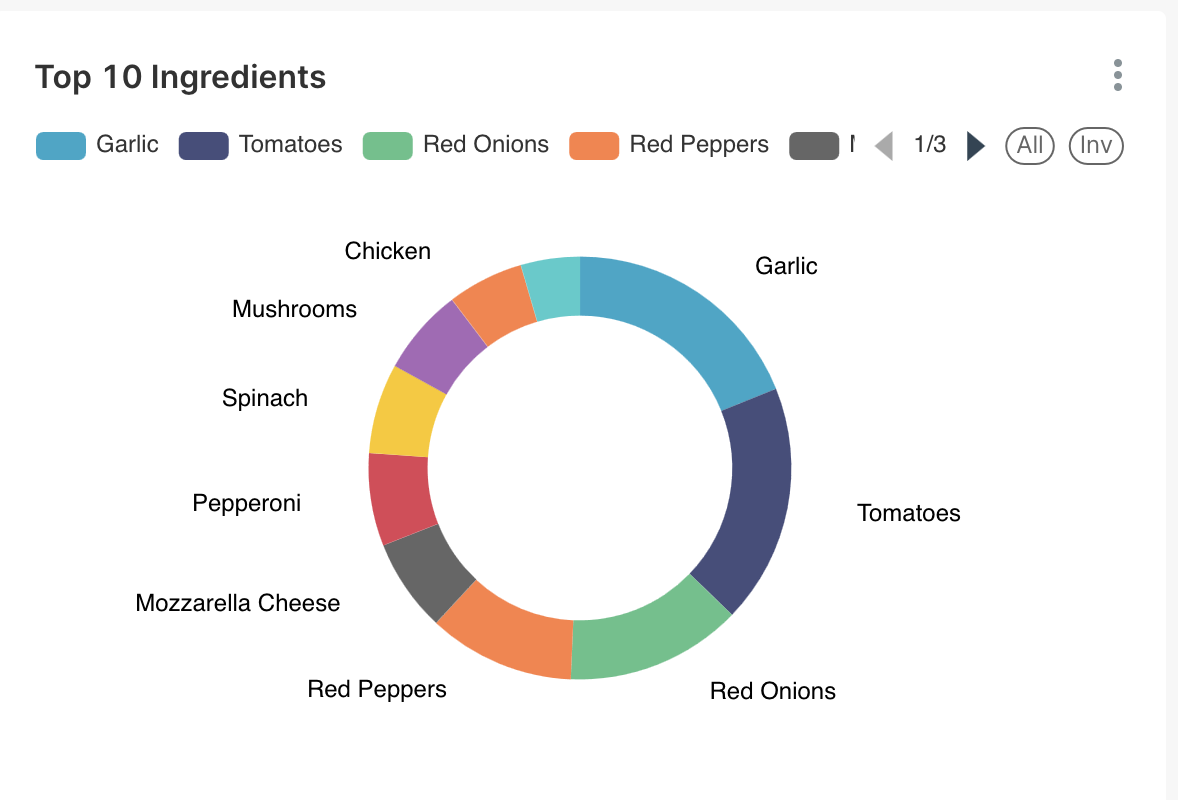 Top 10 Ingredients
Garlic Tomatoes Red Onions Red Peppers 1/3 All Inv
Chicken
Garlic
Mushrooms
Spinach
Pepperoni
Tomatoes
Mozzarella Cheese
Red Peppers
Red Onions